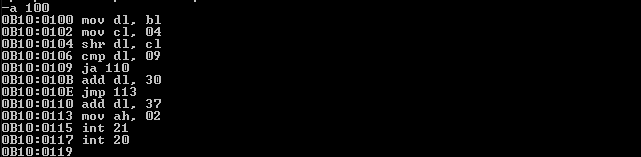 -a 100
0B10:0100 mov dl, bl
0B10:0102 mov cl, 04
0B10:0104 shr dl, cl
0B10:0106 cmp dl, 09
0B10:0109 ja 110
0B10:010B add dl, 30
0B10:010E jmp 113
0B10:0110 add dl, 37
0B10:0113 mov ah, 02
0B10:0115 int 21
0B10:0117 int 20
0B10:0119